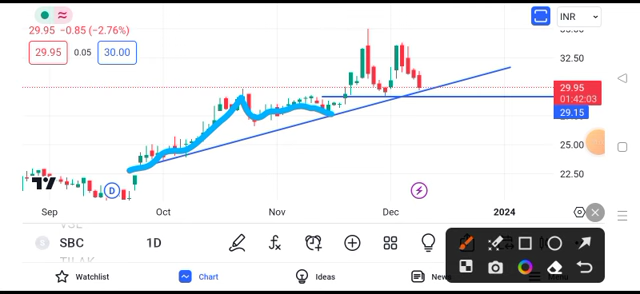 INR
29.95 −0.85 (−2.76%)
29.95 0.05 30.00
32.50
29.95
01:42:03
29.15
25.00
22.50
D
Sep Oct Nov Dec 2024
SBC 1D
Watchlist Chart Ideas News